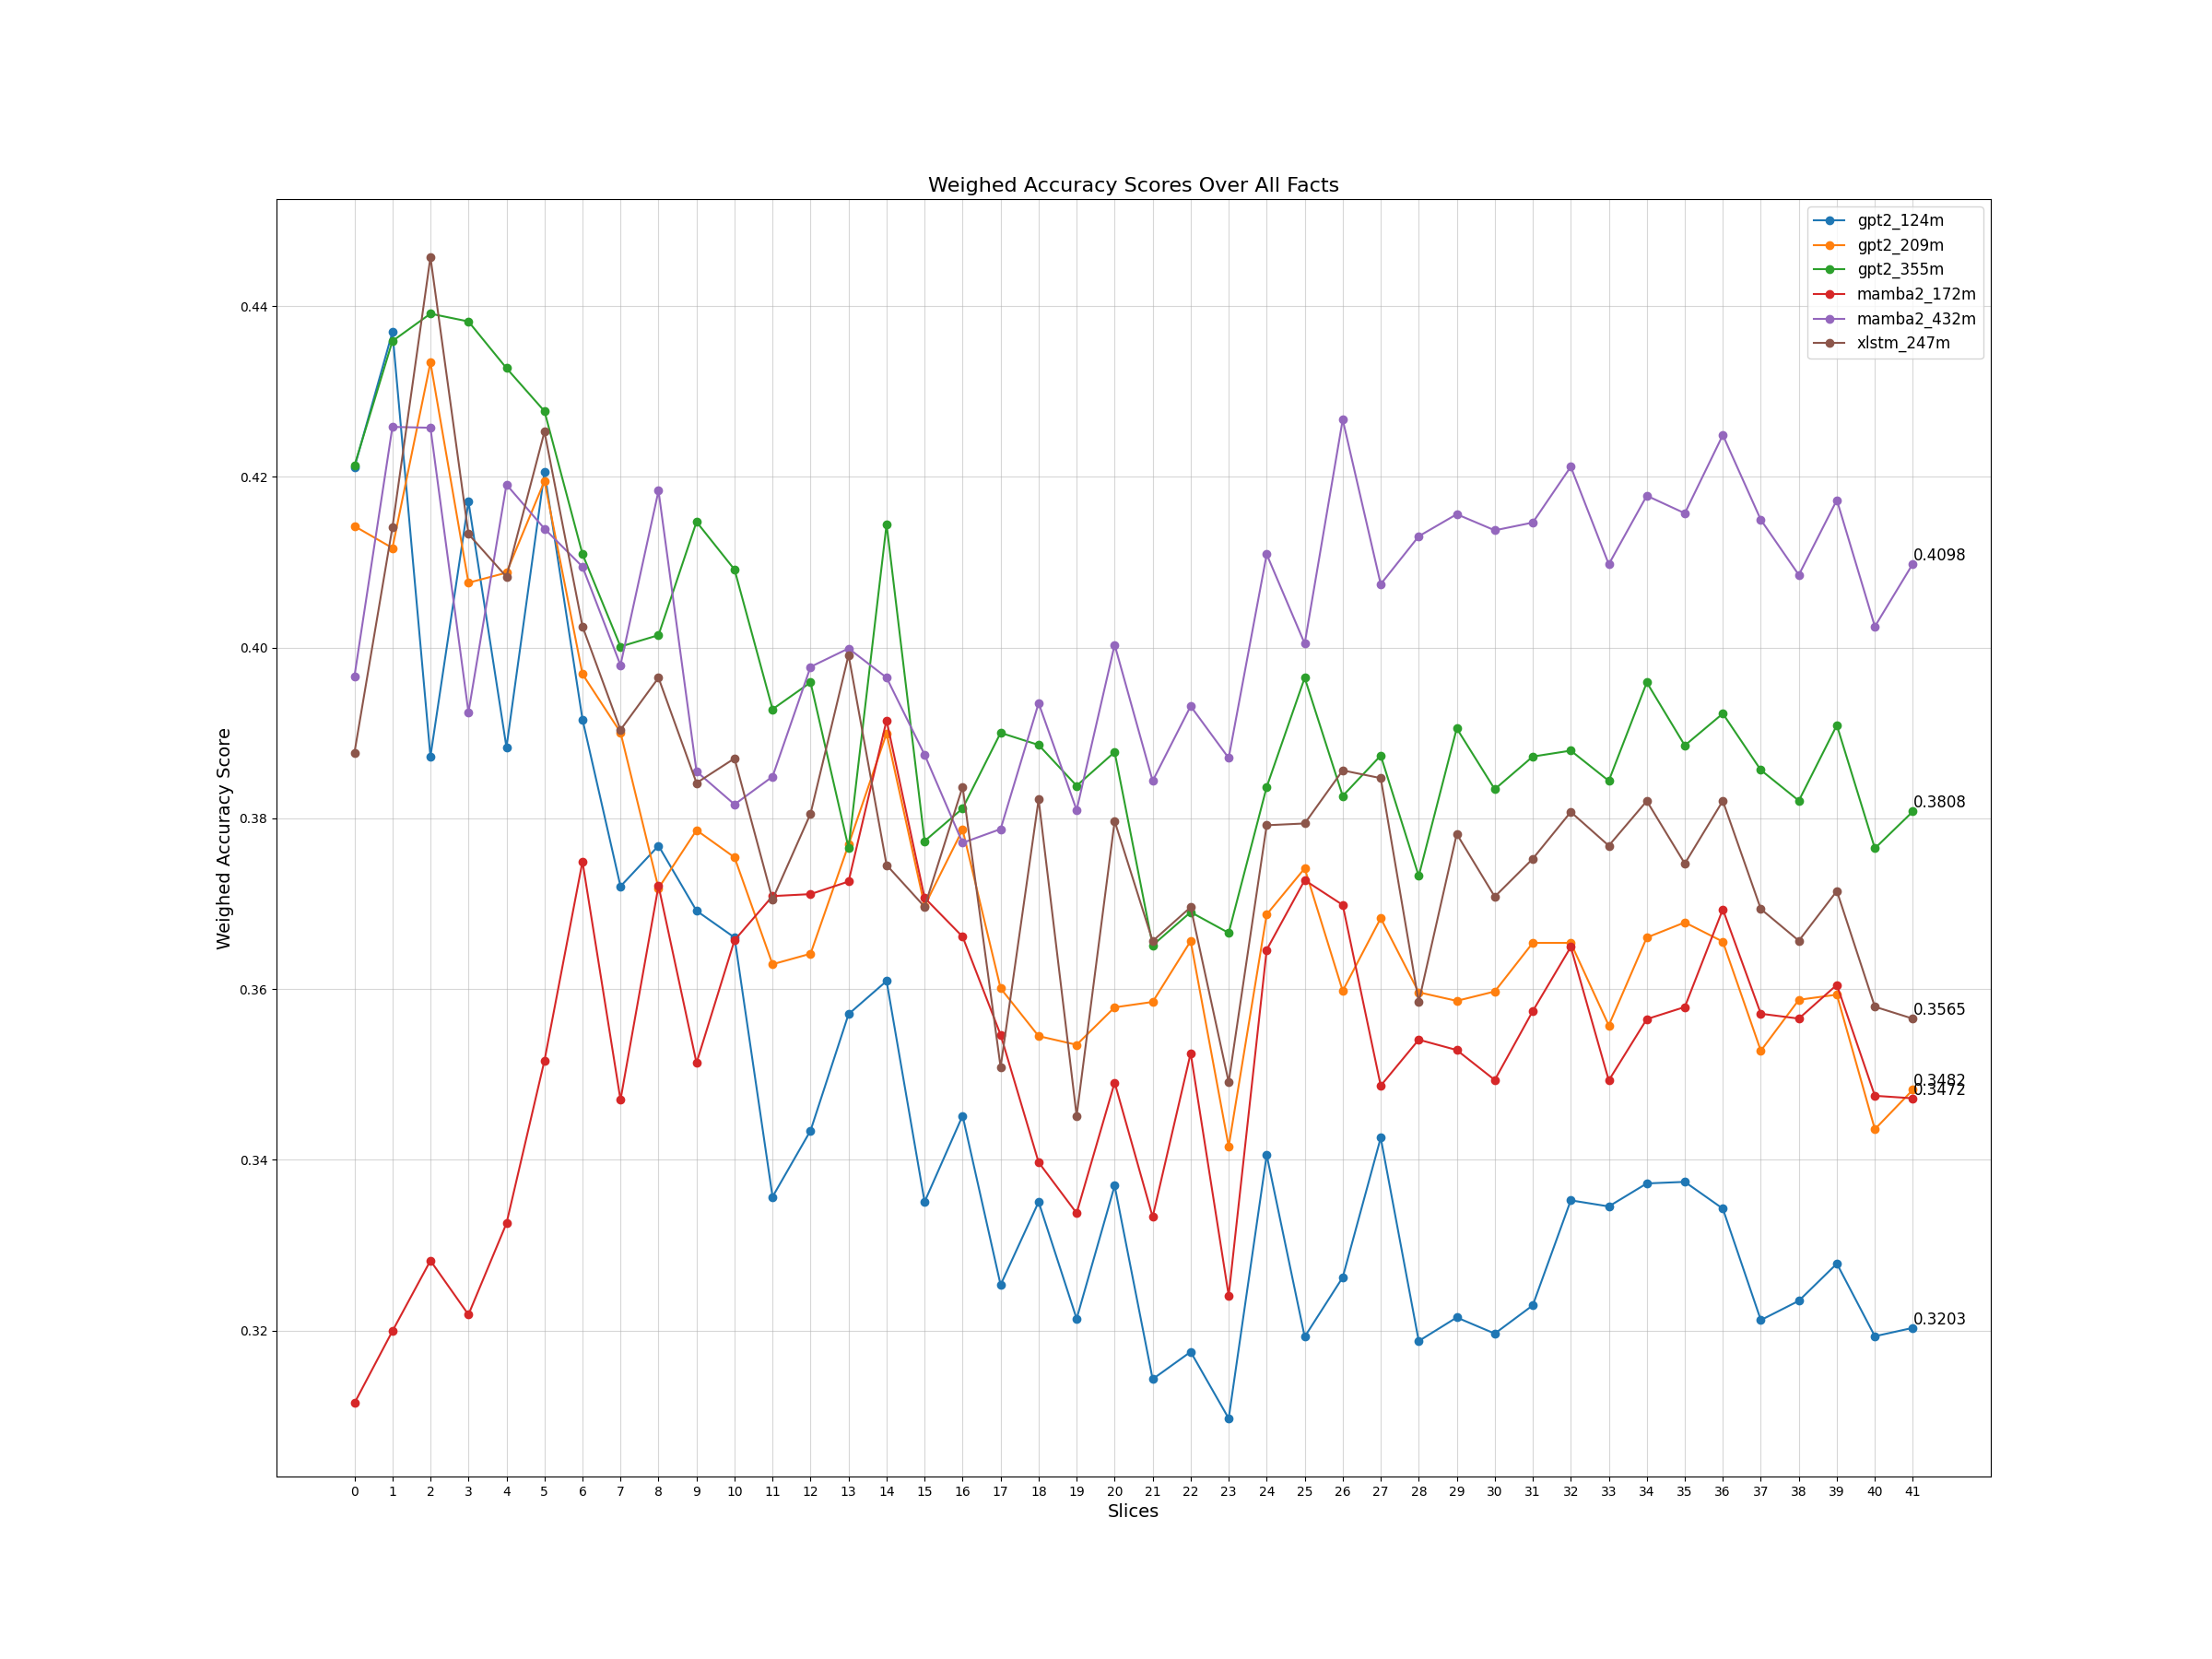 Weighed Accuracy Scores Over All Facts
gpt2_124m
gpt2_209m
gpt2_355m
mamba2_172m
mamba2_432m
xlstm_247m
0.44
0.42
0.40
0.38
0.36
0.34
0.32
Weighed Accuracy Score
0.4098
0.3808
0.3565
0.3482
0.3472
0.3203
0 1 2 3 4 5 6 7 8 9 10 11 12 13 14 15 16 17 18 19 20 21 22 23 24 25 26 27 28 29 30 31 32 33 34 35 36 37 38 39 40 41
Slices